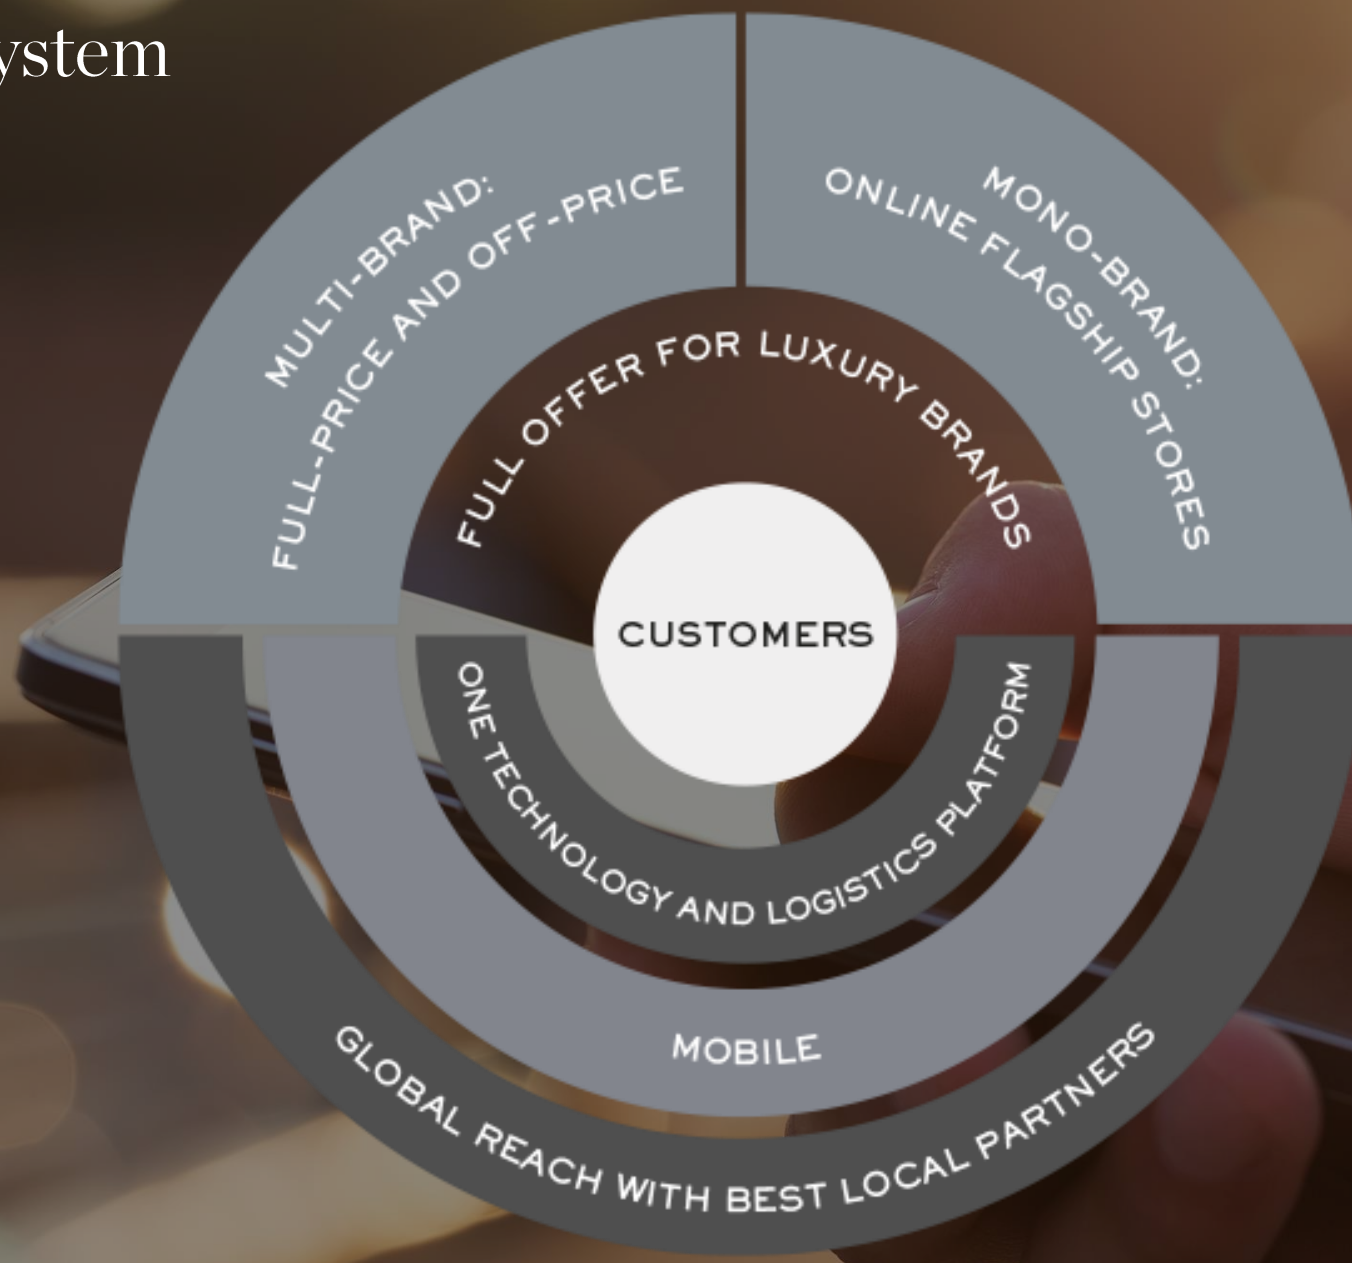 ystem
MULTI-BRAND:
FULL-PRICE AND OFF-PRICE
MONO-BRAND:
ONLINE FLAGSHIP STORES
FULL OFFER FOR LUXURY BRANDS
CUSTOMERS
ONE TECHNOLOGY AND LOGISTICS PLATFORM
MOBILE
GLOBAL REACH WITH BEST LOCAL PARTNERS